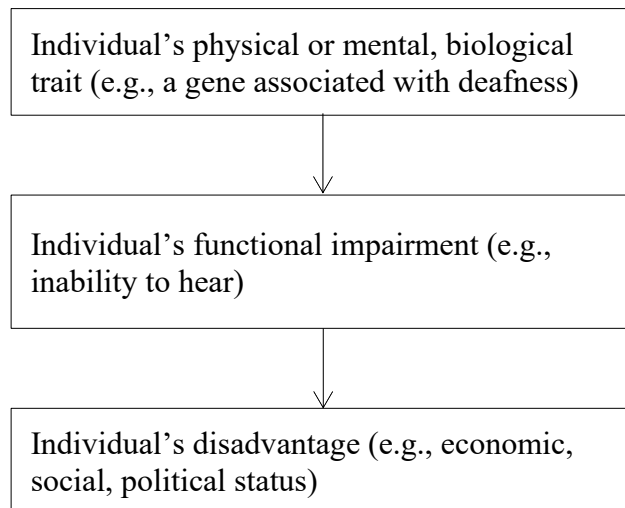 Individual’s physical or mental, biological
trait (e.g., a gene associated with deafness)
Individual’s functional impairment (e.g.,
inability to hear)
Individual’s disadvantage (e.g., economic,
social, political status)